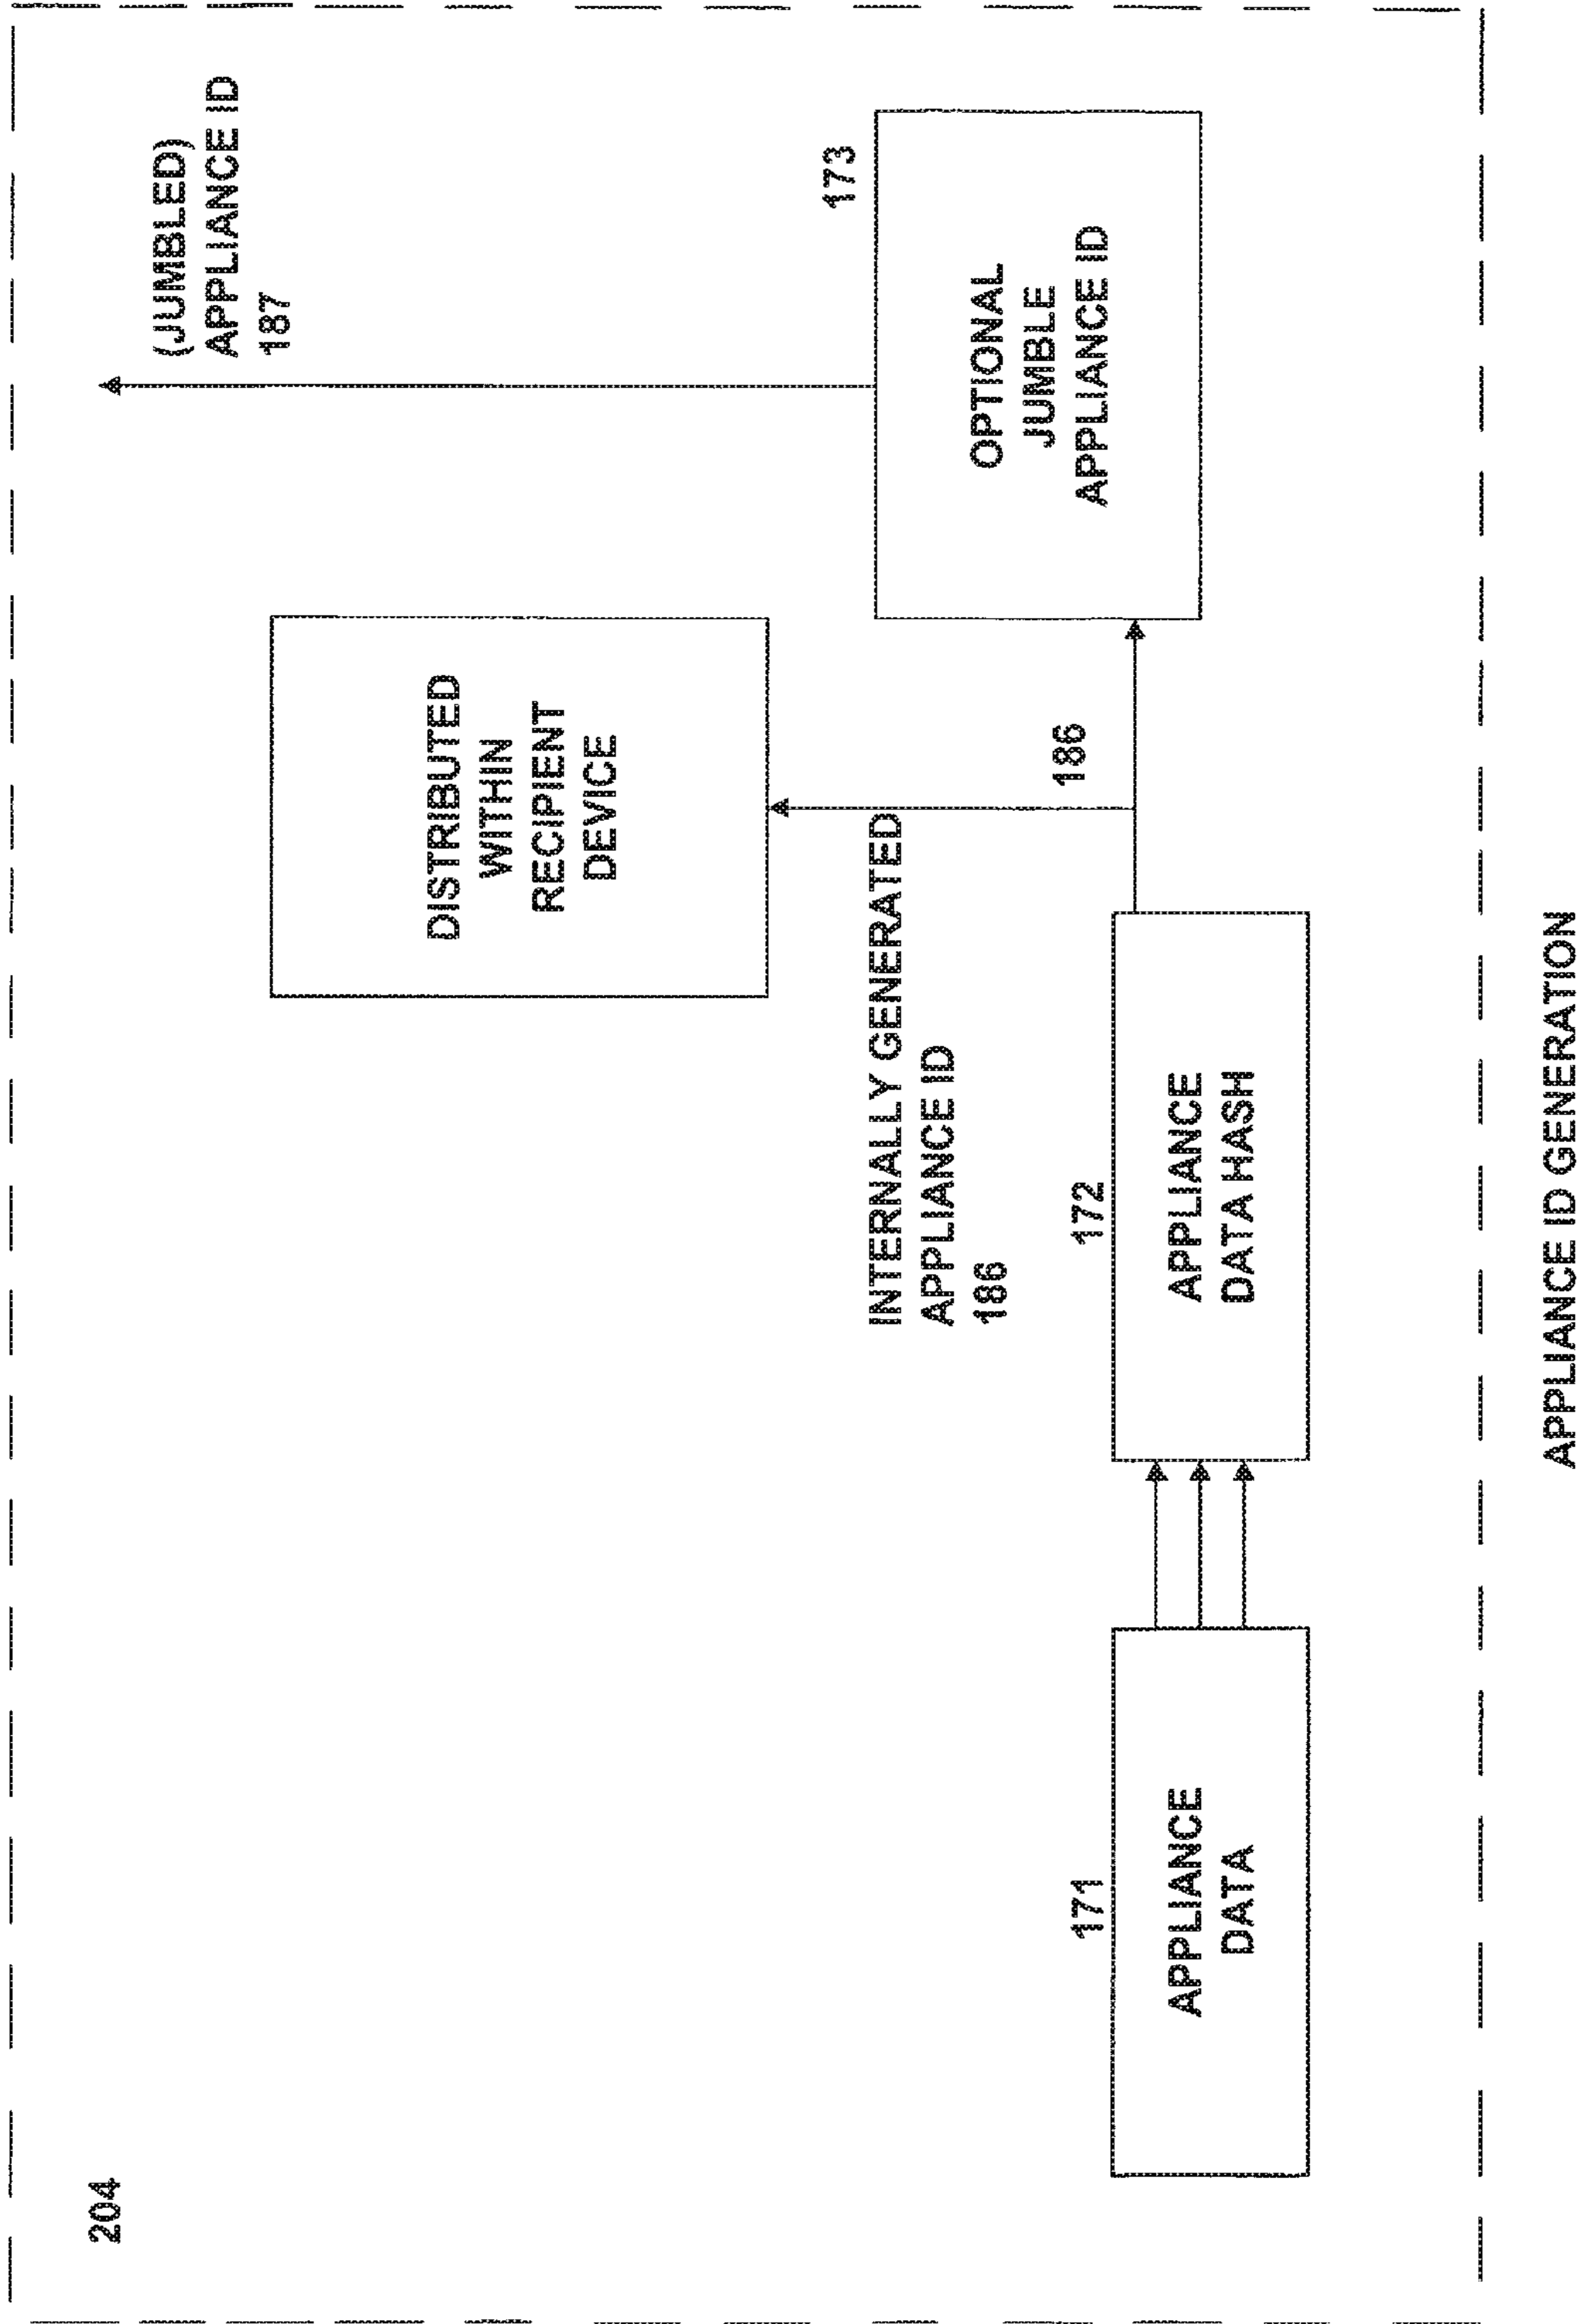 204
(JUMBLED)
APPLIANCE ID
187
DISTRIBUTED
WITHIN
RECIPIENT
DEVICE
173
OPTIONAL
JUMBLE
APPLIANCE ID
INTERNALLY GENERATED
APPLIANCE ID
186
186
171
APPLIANCE
DATA
172
APPLIANCE
DATA HASH
APPLIANCE ID GENERATION